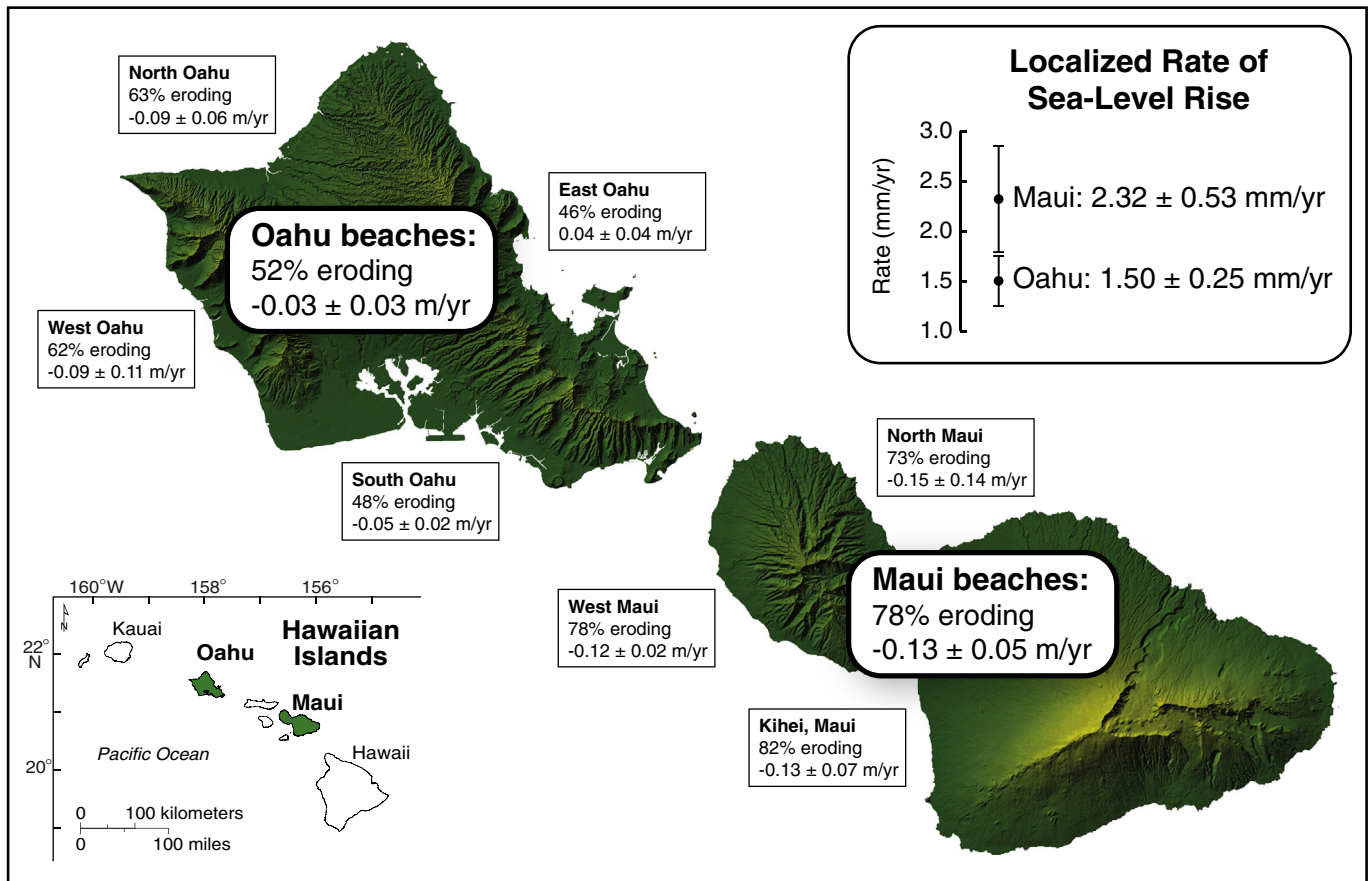 North Oahu
63% eroding
-0.09 ± 0.06 m/yr
East Oahu
46% eroding
0.04 ± 0.04 m/yr
Oahu beaches:
52% eroding
-0.03 ± 0.03 m/yr
West Oahu
62% eroding
-0.09 ± 0.11 m/yr
South Oahu
48% eroding
-0.05 ± 0.02 m/yr
Localized Rate of
Sea-Level Rise
Rate (mm/yr)
3.0
2.5
2.0
1.5
1.0
Maui: 2.32 ± 0.53 mm/yr
Oahu: 1.50 ± 0.25 mm/yr
North Maui
73% eroding
-0.15 ± 0.14 m/yr
Maui beaches:
78% eroding
-0.13 ± 0.05 m/yr
West Maui
78% eroding
-0.12 ± 0.02 m/yr
Kihei, Maui
82% eroding
-0.13 ± 0.07 m/yr
160°W 158° 156°
N
22°
N
20°
Kauai
Hawaiian
Islands
Oahu
Maui
Hawaii
Pacific Ocean
0 100 kilometers
0 100 miles